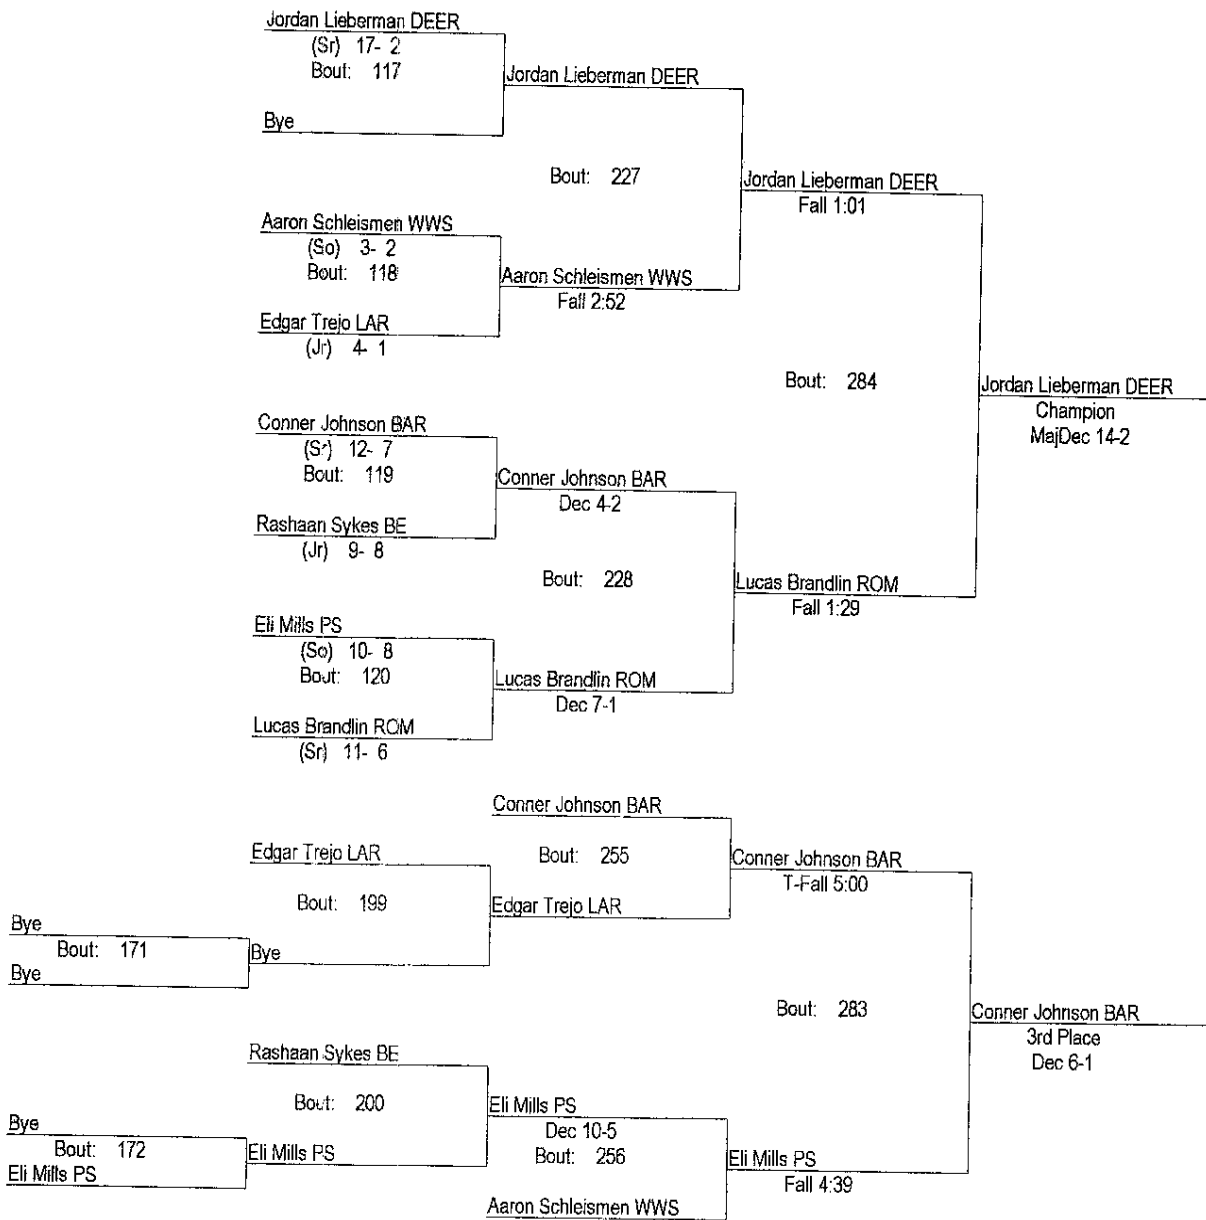 Jordan Lieberman DEER
(Sr) 17- 2
Bout: 117
Jordan Lieberman DEER
Bye
Bout: 227
Jordan Lieberman DEER
Fall 1:01
Aaron Schleismen WWS
(So) 3- 2
Bout: 118
Aaron Schleismen WWS
Fall 2:52
Edgar Trejo LAR
(Jr) 4- 1
Bout: 284
Jordan Lieberman DEER
Champion
MajDec 14-2
Conner Johnson BAR
(Sr) 12- 7
Bout: 119
Conner Johnson BAR
Dec 4-2
Rashaan Sykes BE
(Jr) 9- 8
Bout: 228
Lucas Brandlin ROM
Fall 1:29
Eli Mills PS
(So) 10- 8
Bout: 120
Lucas Brandlin ROM
Dec 7-1
Lucas Brandlin ROM
(Sr) 11- 6
Conner Johnson BAR
Edgar Trejo LAR
Bout: 255
Conner Johnson BAR
T-Fall 5:00
Bout: 199
Edgar Trejo LAR
Bye
Bout: 171
Bye
Bye
Bout: 283
Conner Johnson BAR
3rd Place
Dec 6-1
Rashaan Sykes BE
Bout: 200
Eli Mills PS
Dec 10-5
Bye
Bout: 172
Eli Mills PS
Eli Mills PS
Bout: 256
Eli Mills PS
Fall 4:39
Aaron Schleismen WWS